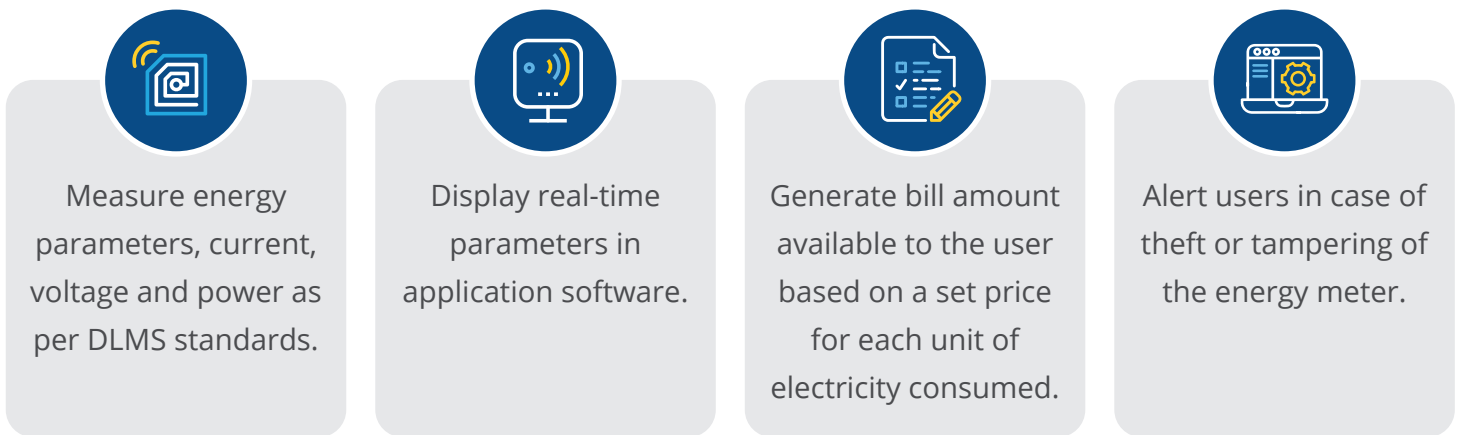 Measure energy
parameters, current,
voltage and power as
per DLMS standards.
Display real-time
parameters in
application software.
Generate bill amount
available to the user
based on a set price
for each unit of
electricity consumed.
Alert users in case of
theft or tampering of
the energy meter.